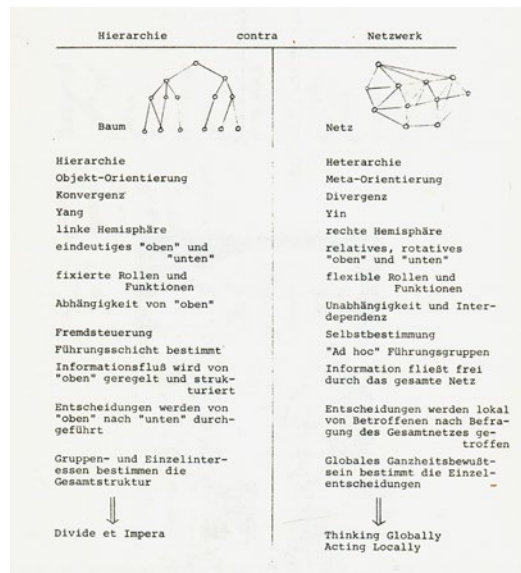 Hierarchie contra Netzwerk
Baum
Hierarchie
Objekt-Orientierung
Konvergenz
Yang
linke Hemisphäre
eindeutiges "oben" und
"unten"
fixierte Rollen und
Funktionen
Abhängigkeit von "oben"
Fremdsteuerung
Führungsschicht bestimmt
Informationsfluß wird von
"oben" geregelt und struk-
turiert
Entscheidungen werden von
"oben" nach "unten" durch-
geführt
Gruppen- und Einzelinter-
essen bestimmen die
Gesamtstruktur
Divide et Impera
Netz
Heterarchie
Meta-Orientierung
Divergenz
Yin
rechte Hemisphäre
relatives, rotatives
"oben" und "unten"
flexible Rollen und
Funktionen
Unabhängigkeit und Inter-
dependenz
Selbstbestimmung
"Ad hoc" Führungsgruppen
Information fließt frei
durch das gesamte Netz
Entscheidungen werden lokal
von Betroffenen nach Befra-
gung des Gesamtnetzes ge-
troffen
Globales Ganzheitsbewußt-
sein bestimmt die Einzel-
entscheidungen
Thinking Globally
Acting Locally